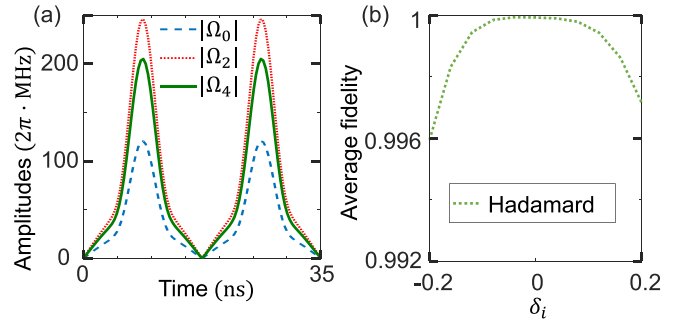 (a)
Amplitudes (2π · MHz)
200
100
0
|Ω₀|
|Ω₂|
|Ω₄|
0
35
Time (ns)
(b)
Average fidelity
1
0.996
0.992
Hadamard
-0.2
0
0.2
δᵢ